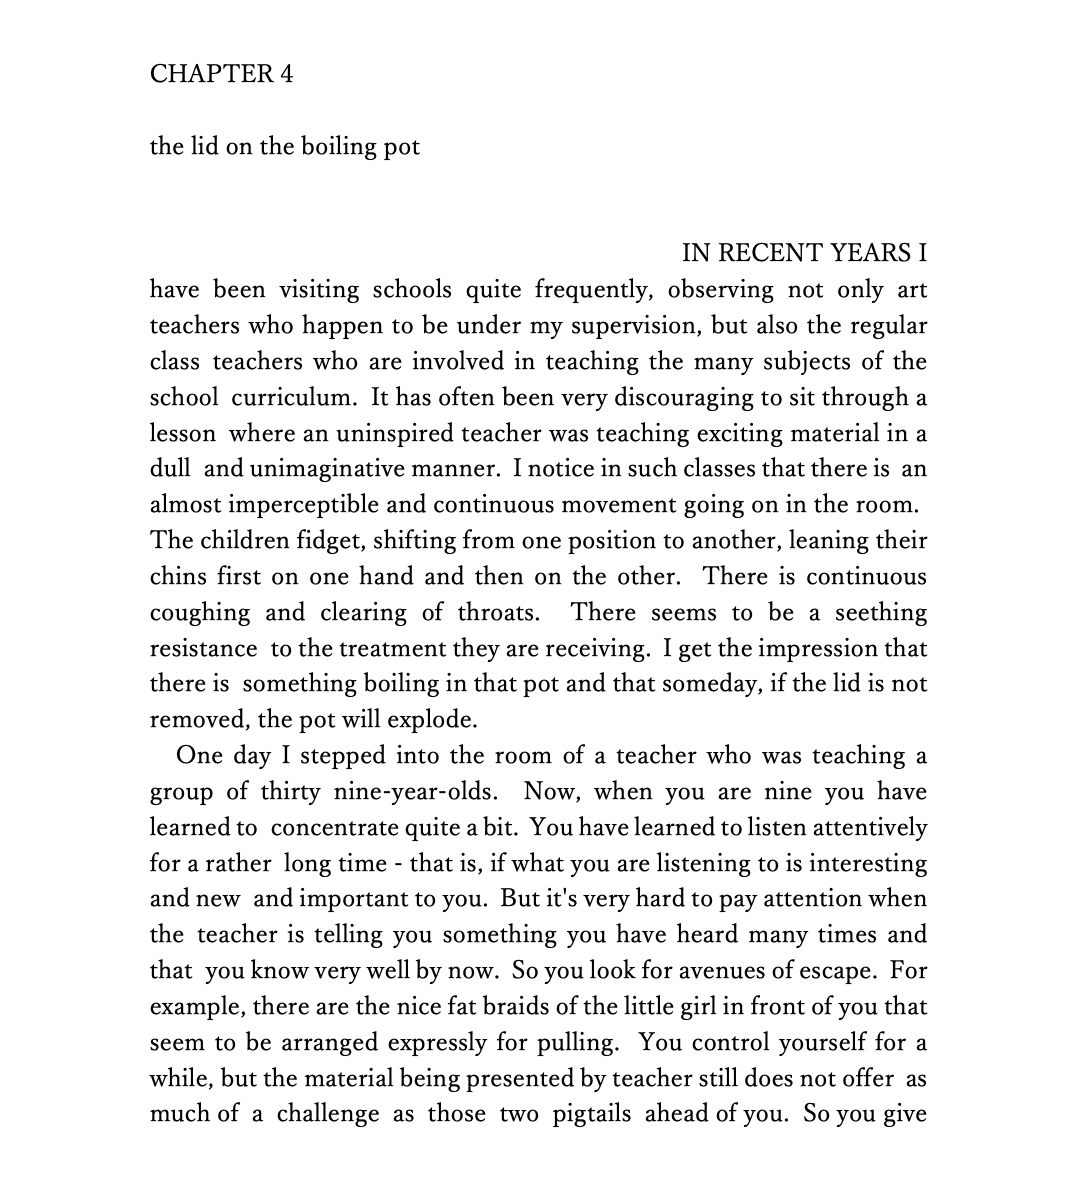 CHAPTER 4
the lid on the boiling pot
IN RECENT YEARS I
have been visiting schools quite frequently, observing not only art
teachers who happen to be under my supervision, but also the regular
class teachers who are involved in teaching the many subjects of the
school curriculum. It has often been very discouraging to sit through a
lesson where an uninspired teacher was teaching exciting material in a
dull and unimaginative manner. I notice in such classes that there is an
almost imperceptible and continuous movement going on in the room.
The children fidget, shifting from one position to another, leaning their
chins first on one hand and then on the other. There is continuous
coughing and clearing of throats. There seems to be a seething
resistance to the treatment they are receiving. I get the impression that
there is something boiling in that pot and that someday, if the lid is not
removed, the pot will explode.
One day I stepped into the room of a teacher who was teaching a
group of thirty nine-year-olds. Now, when you are nine you have
learned to concentrate quite a bit. You have learned to listen attentively
for a rather long time - that is, if what you are listening to is interesting
and new and important to you. But it's very hard to pay attention when
the teacher is telling you something you have heard many times and
that you know very well by now. So you look for avenues of escape. For
example, there are the nice fat braids of the little girl in front of you that
seem to be arranged expressly for pulling. You control yourself for a
while, but the material being presented by teacher still does not offer as
much of a challenge as those two pigtails ahead of you. So you give